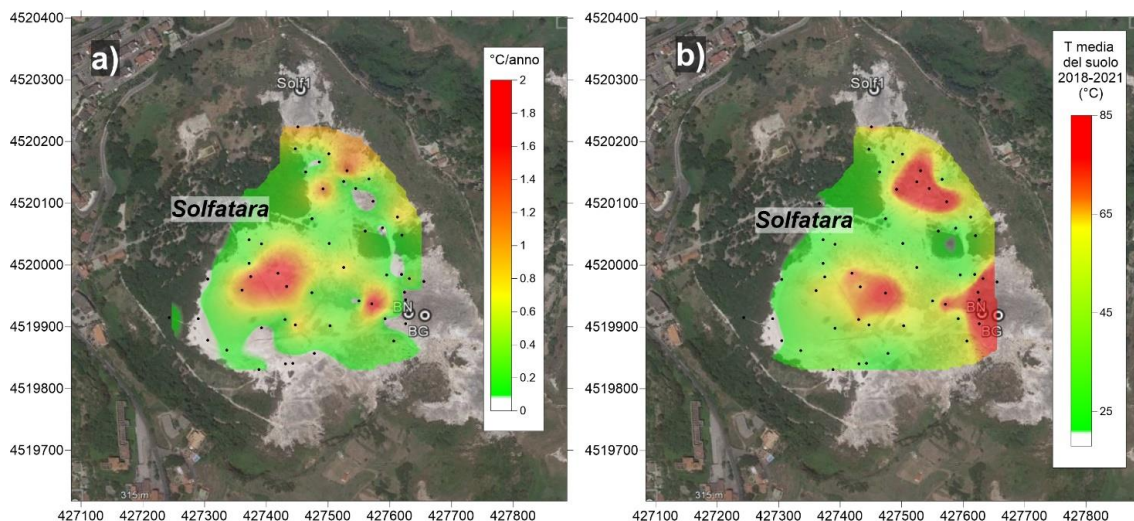 a)
°C/anno
2
1.8
1.6
1.4
1.2
1
0.8
0.6
0.4
0.2
0
Solf1
Solfatara
BN
BG
315 m
4520400
4520300
4520200
4520100
4520000
4519900
4519800
4519700
427100 427200 427300 427400 427500 427600 427700 427800
b)
T media
del suolo
2018-2021
(°C)
85
65
45
25
Solf1
Solfatara
BN
BG
315 m
4520400
4520300
4520200
4520100
4520000
4519900
4519800
4519700
427100 427200 427300 427400 427500 427600 427700 427800